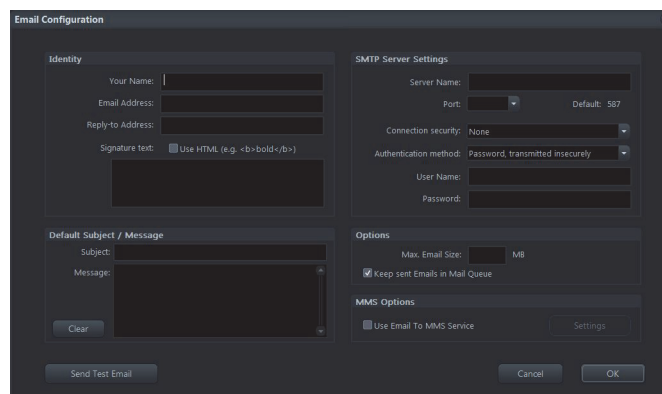 Email Configuration
Identity
Your Name:
Email Address:
Reply-to Address:
Signature text:
Use HTML (e.g. <b>bold</b>)
Default Subject / Message
Subject:
Message:
Clear
Send Test Email
SMTP Server Settings
Server Name:
Port:
Default: 587
Connection security:
None
Authentication method:
Password, transmitted insecurely
User Name:
Password:
Options
Max. Email Size:
MB
Keep sent Emails in Mail Queue
MMS Options
Use Email To MMS Service
Settings
Cancel
OK